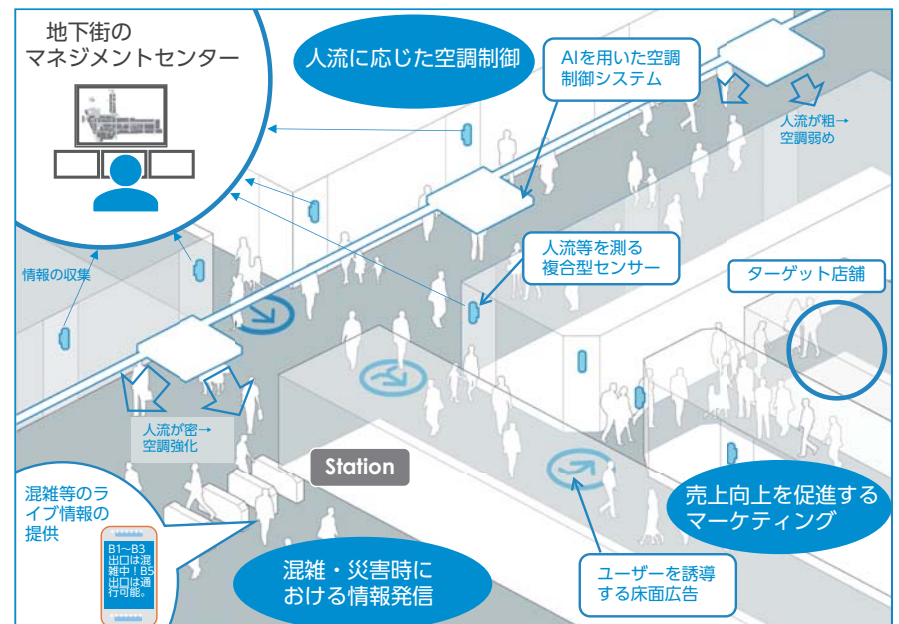 地下街の
マネジメントセンター
人流に応じた空調制御
AIを用いた空調
制御システム
人流が粗→
空調弱め
人流等を測る
複合型センサー
ターゲット店舗
情報の収集
人流が密→
空調強化
Station
混雑等のラ
イブ情報の
提供
B1~B3
出口は混
雑中！B5
出口は通
行可能。
混雑・災害時に
おける情報発信
売上向上を促進する
マーケティング
ユーザーを誘導
する床面広告